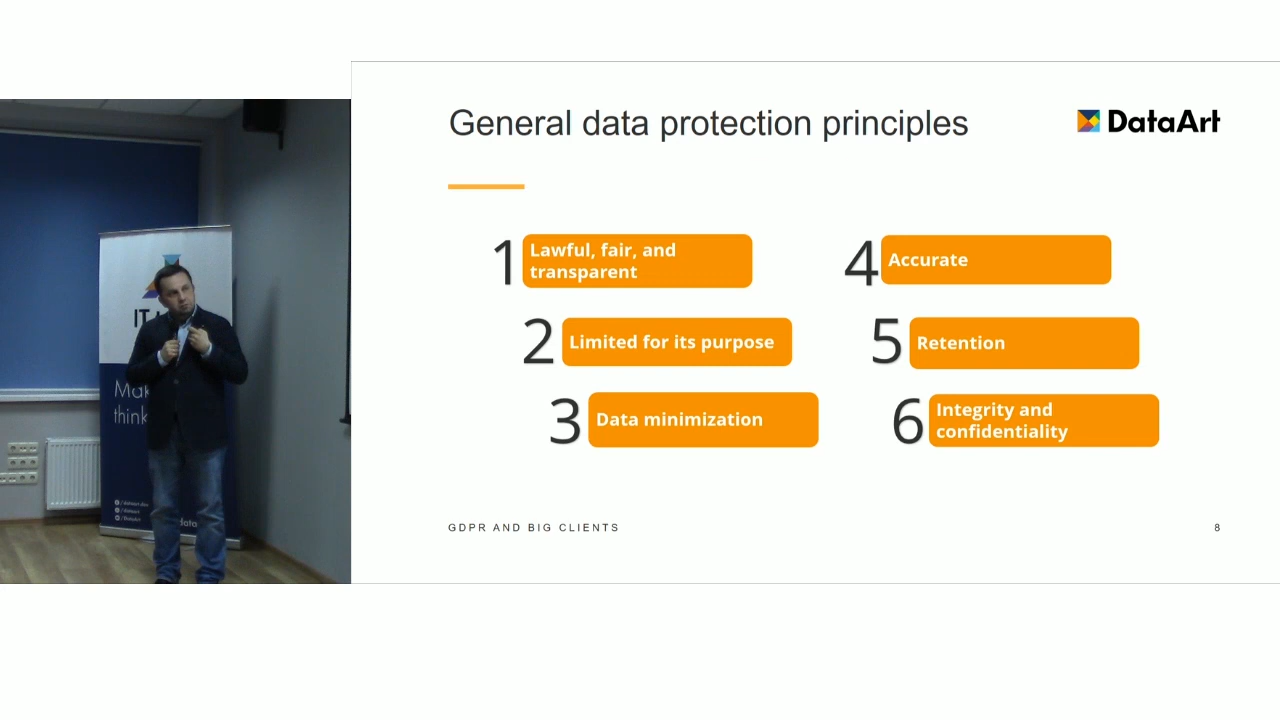 General data protection principles
DataArt
1 Lawful, fair, and
transparent
2 Limited for its purpose
3 Data minimization
4 Accurate
5 Retention
6 Integrity and
confidentiality
GDPR AND BIG CLIENTS
8
IT
think